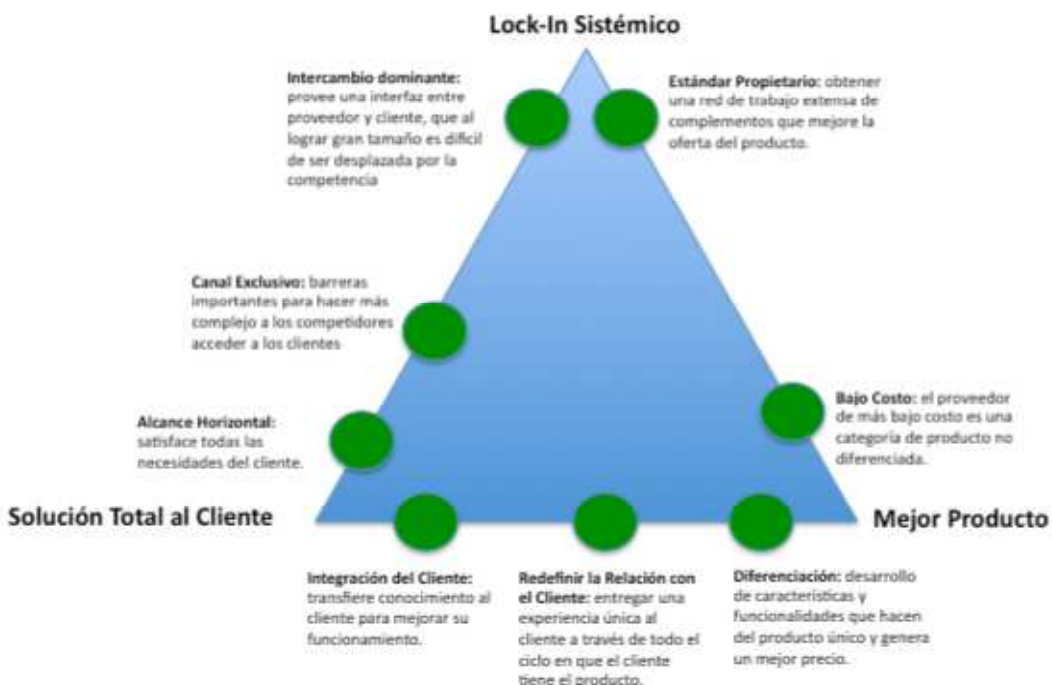 Lock-In Sistémico
Intercambio dominante:
provee una interfaz entre
proveedor y cliente, que al
lograr gran tamaño es difícil
de ser desplazada por la
competencia
Estándar Propietario: obtener
una red de trabajo extensa de
complementos que mejore la
oferta del producto.
Canal Exclusivo: barreras
importantes para hacer más
complejo a los competidores
acceder a los clientes
Bajo Costo: el proveedor
de más bajo costo es una
categoría de producto no
diferenciada.
Alcance Horizontal:
satisface todas las
necesidades del cliente.
Solución Total al Cliente
Mejor Producto
Integración del Cliente:
transfiere conocimiento al
cliente para mejorar su
funcionamiento.
Redefinir la Relación con
el Cliente: entregar una
experiencia única al
cliente a través de todo el
ciclo en que el cliente
tiene el producto.
Diferenciación: desarrollo
de características y
funcionalidades que hacen
del producto único y genera
un mejor precio.